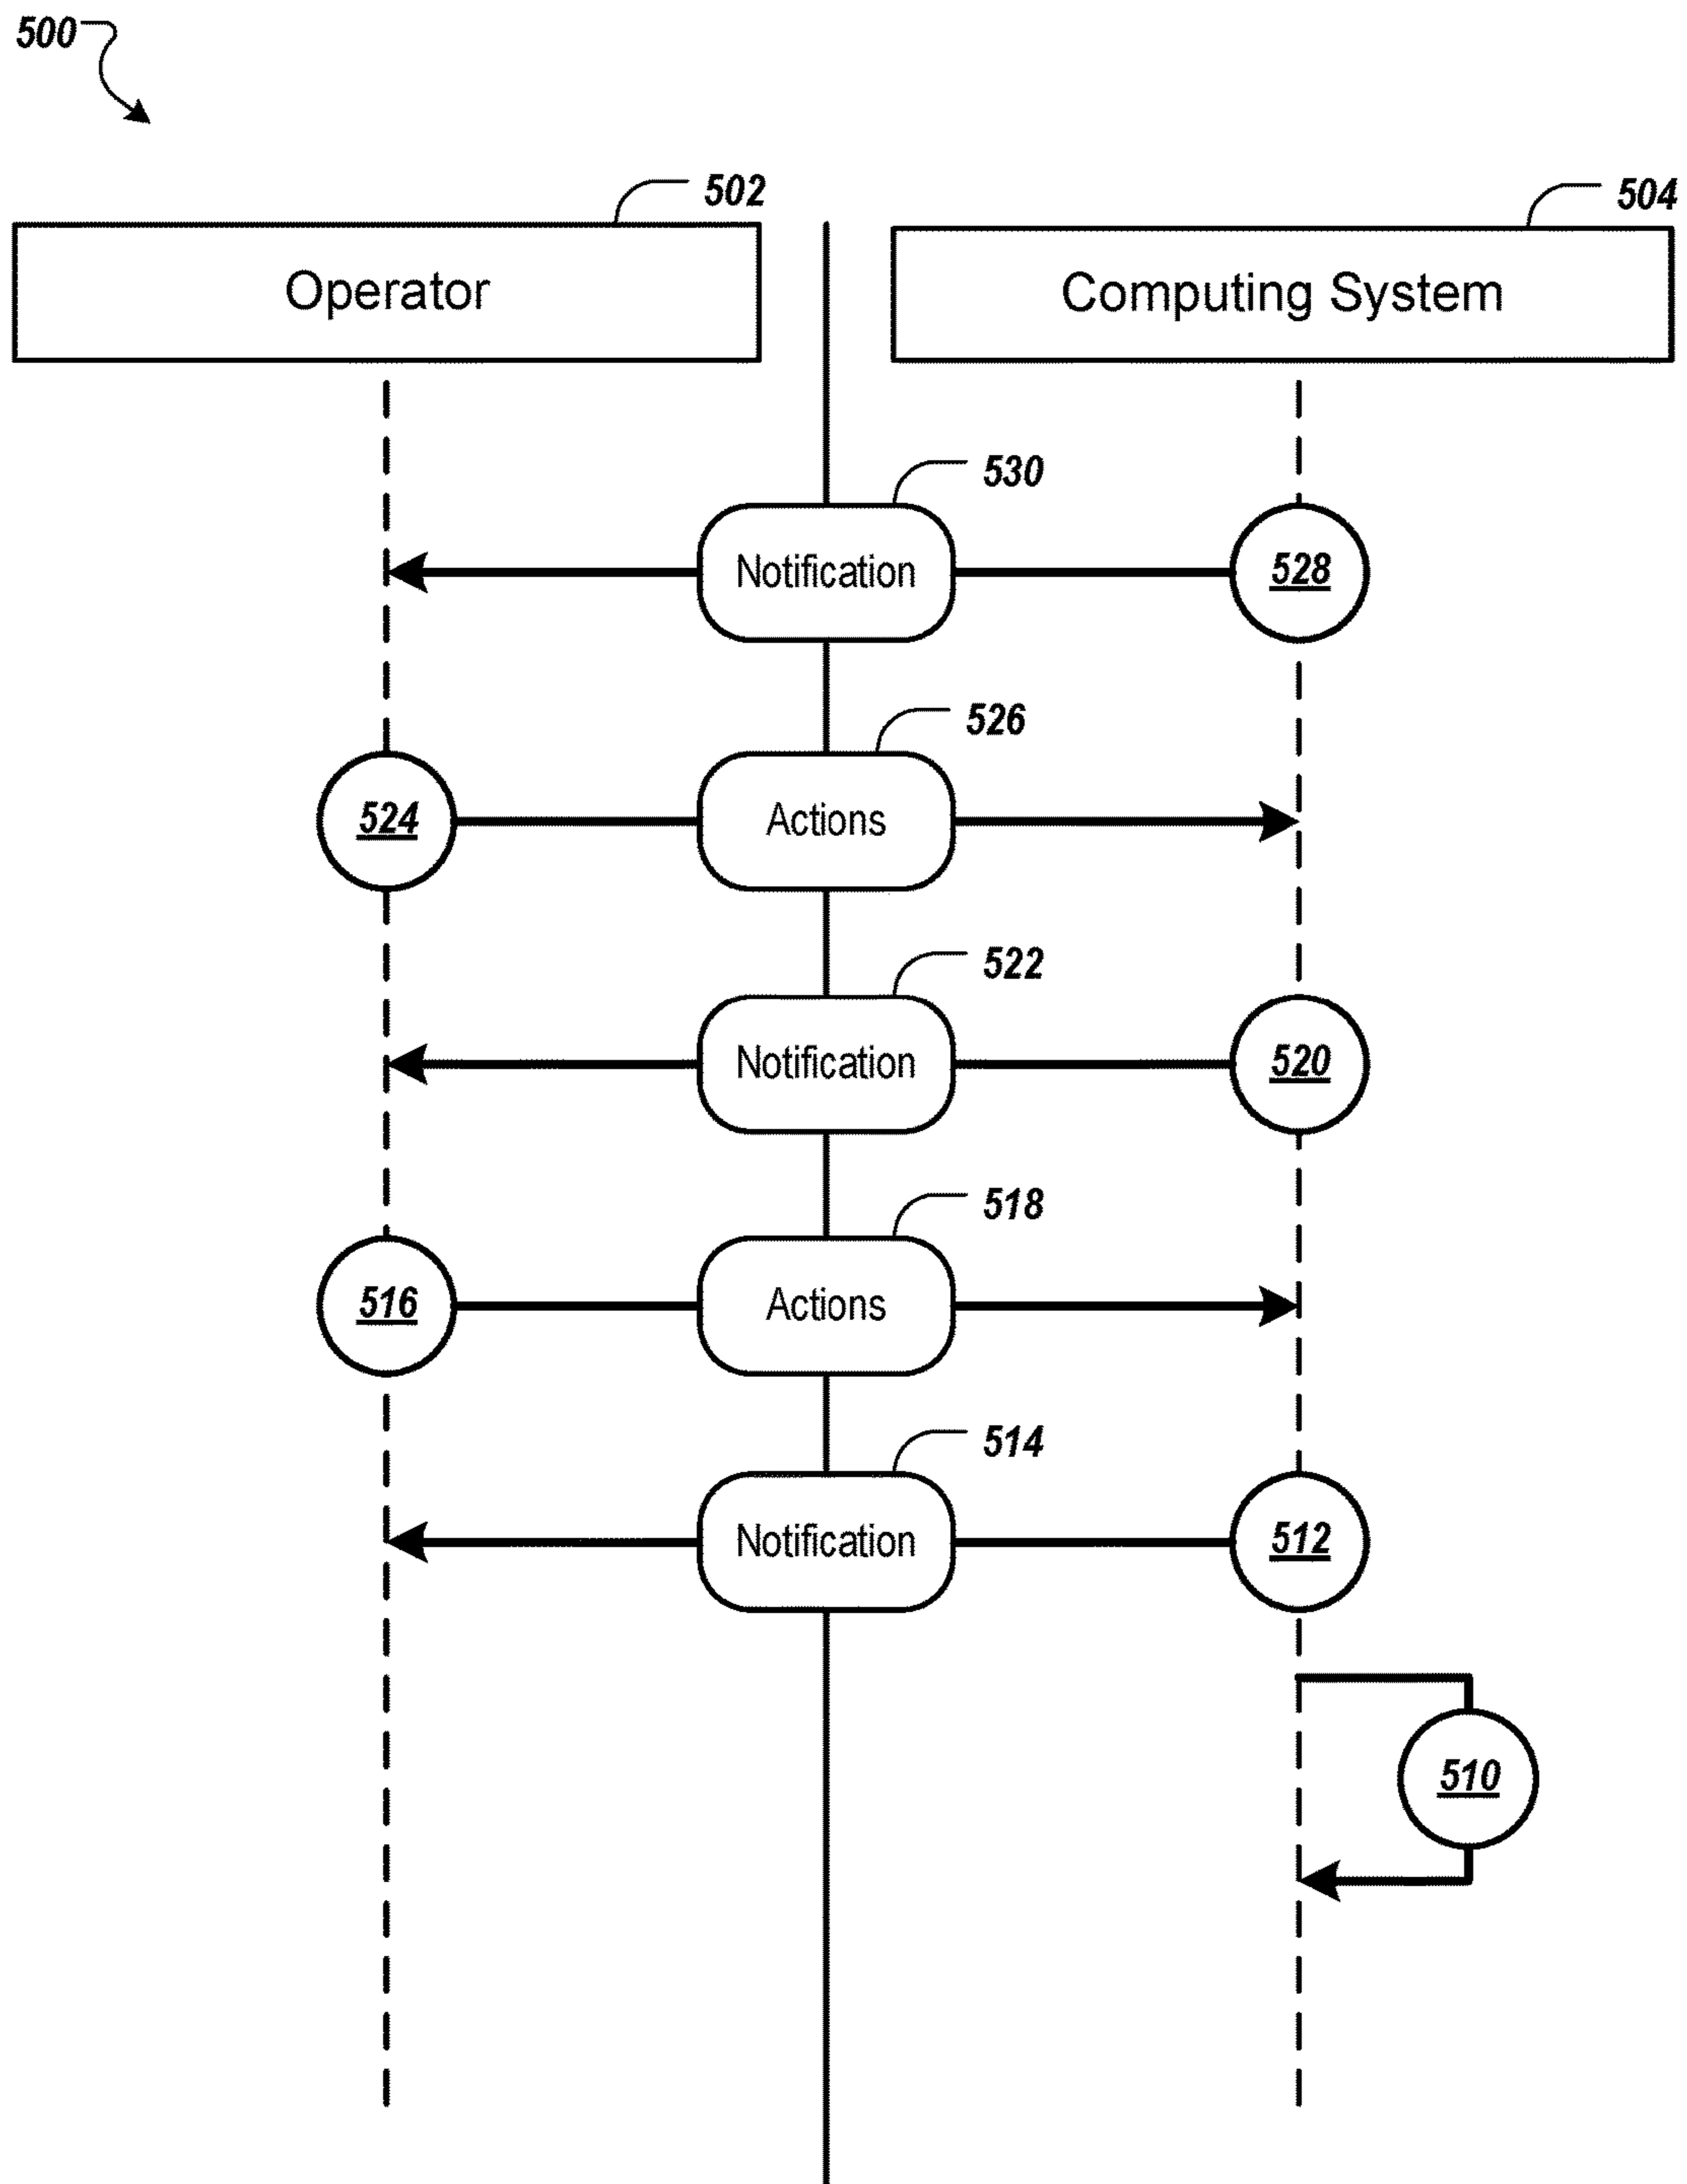 500
502
504
Operator
Computing System
530
Notification
528
526
524
Actions
522
Notification
520
518
516
Actions
514
Notification
512
510